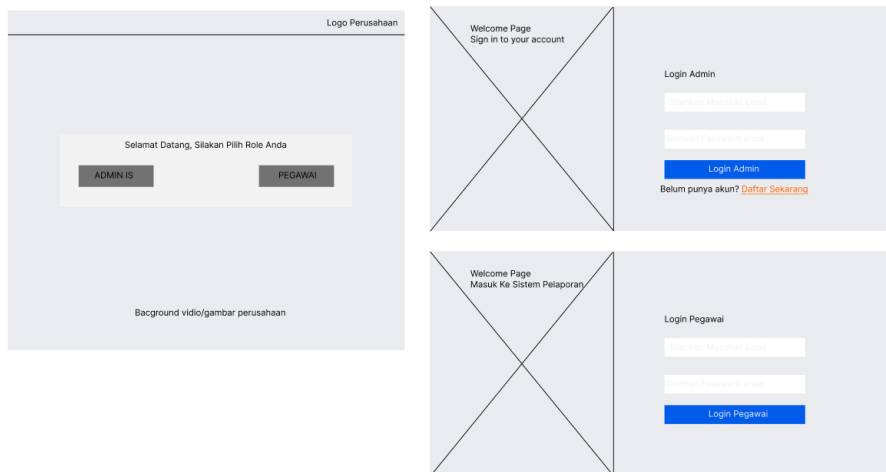 Logo Perusahaan
Selamat Datang, Silakan Pilih Role Anda
ADMIN IS
PEGAWAI
Bacground vidio/gambar perusahaan
Welcome Page
Sign in to your account
Login Admin
Silahkan Masukan Email
Silahkan Password anda
Login Admin
Belum punya akun? Daftar Sekarang
Welcome Page
Masuk Ke Sistem Pelaporan
Login Pegawai
Silahkan Masukan Email
Silahkan Password anda
Login Pegawai